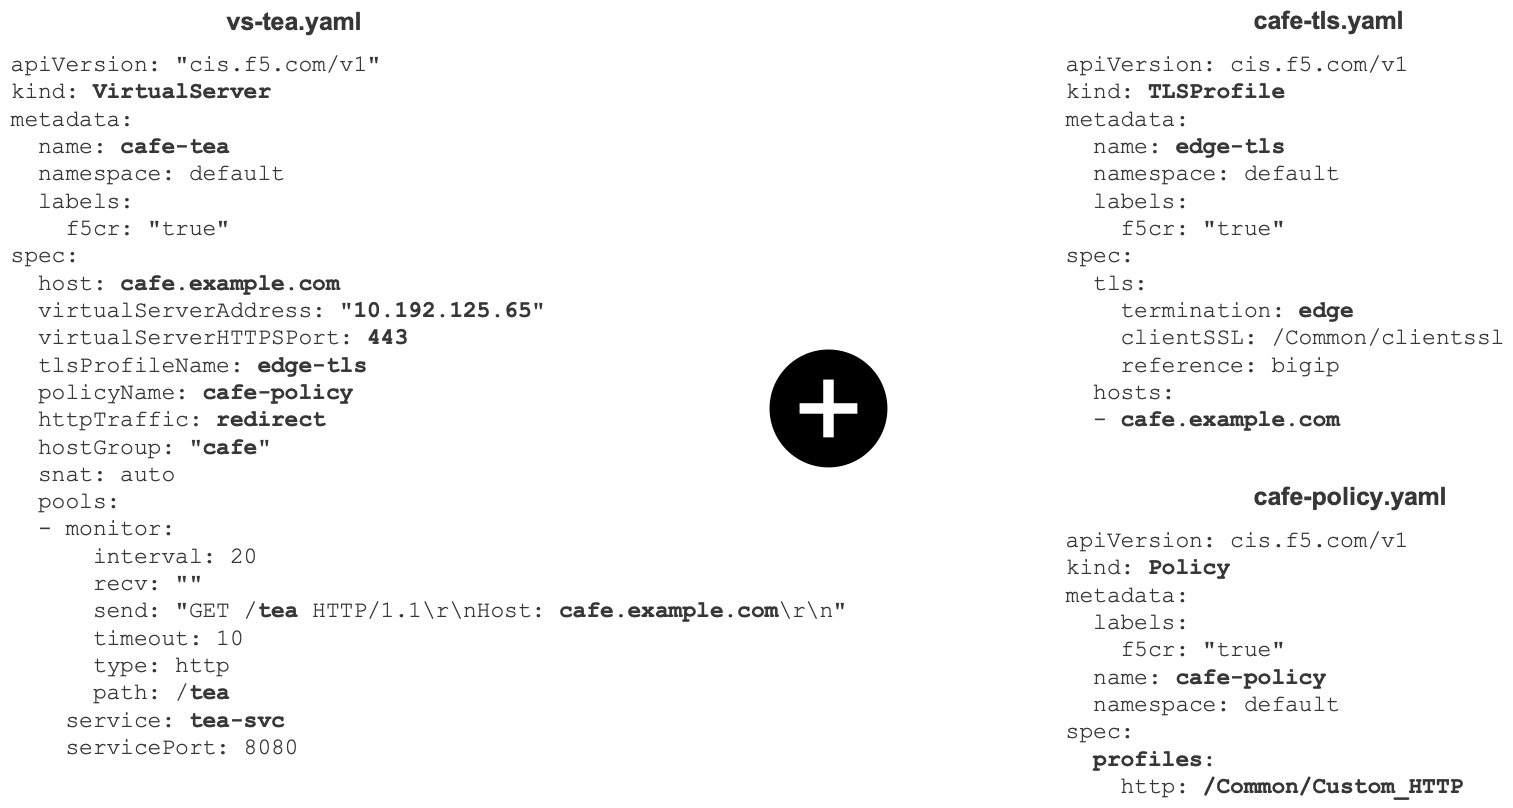 vs-tea.yaml
apiVersion: "cis.f5.com/v1"
kind: VirtualServer
metadata:
  name: cafe-tea
  namespace: default
  labels:
    f5cr: "true"
spec:
  host: cafe.example.com
  virtualServerAddress: "10.192.125.65"
  virtualServerHTTPSPort: 443
  tlsProfileName: edge-tls
  policyName: cafe-policy
  httpTraffic: redirect
  hostGroup: "cafe"
  snat: auto
  pools:
  - monitor:
      interval: 20
      recv: ""
      send: "GET /tea HTTP/1.1\r\nHost: cafe.example.com\r\n"
      timeout: 10
      type: http
      path: /tea
    service: tea-svc
    servicePort: 8080
cafe-tls.yaml
apiVersion: cis.f5.com/v1
kind: TLSProfile
metadata:
  name: edge-tls
  namespace: default
  labels:
    f5cr: "true"
spec:
  tls:
    termination: edge
    clientSSL: /Common/clientssl
    reference: bigip
  hosts:
  - cafe.example.com
cafe-policy.yaml
apiVersion: cis.f5.com/v1
kind: Policy
metadata:
  labels:
    f5cr: "true"
  name: cafe-policy
  namespace: default
spec:
  profiles:
    http: /Common/Custom_HTTP